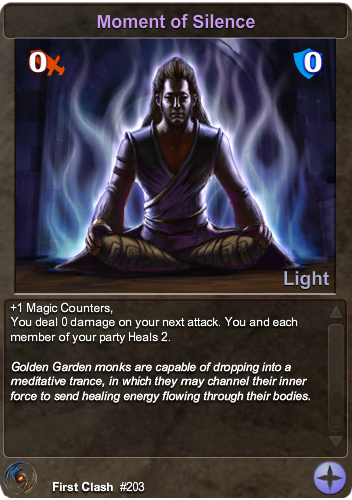 Moment of Silence
0 0
Light
+1 Magic Counters,
You deal 0 damage on your next attack. You and each
member of your party Heals 2.
Golden Garden monks are capable of dropping into a
meditative trance, in which they may channel their inner
force to send healing energy flowing through their bodies.
First Clash #203